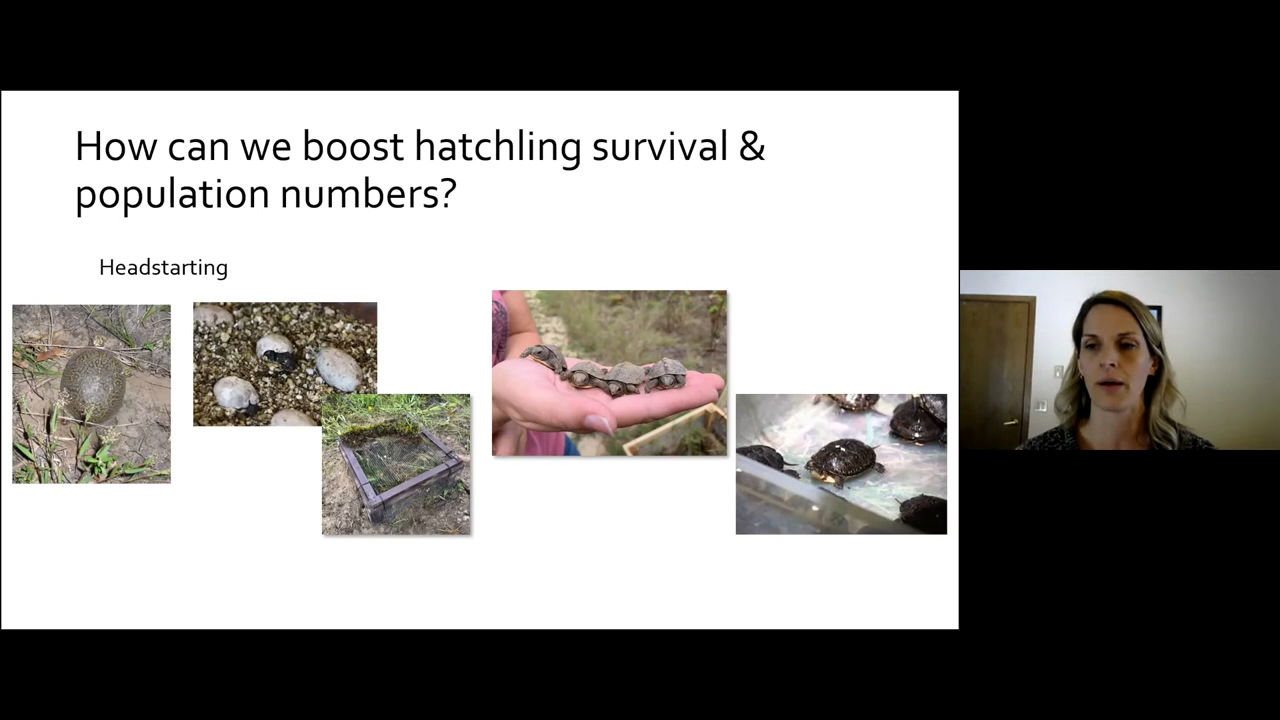 How can we boost hatchling survival &
population numbers?
Headstarting